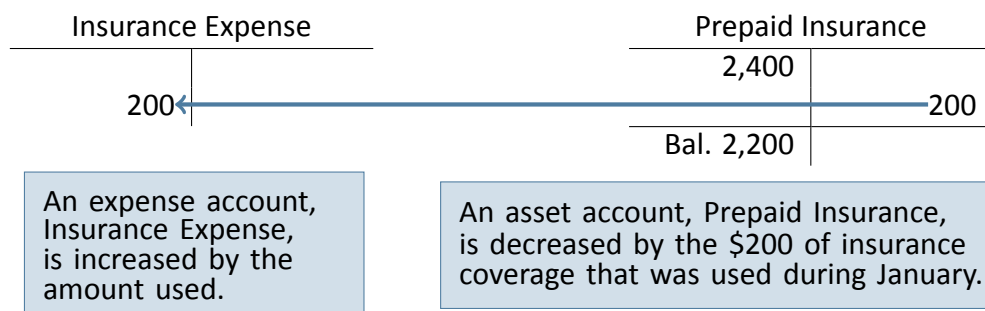 Insurance Expense
Prepaid Insurance
2,400
200
200
Bal. 2,200
An expense account,
Insurance Expense,
is increased by the
amount used.
An asset account, Prepaid Insurance,
is decreased by the $200 of insurance
coverage that was used during January.